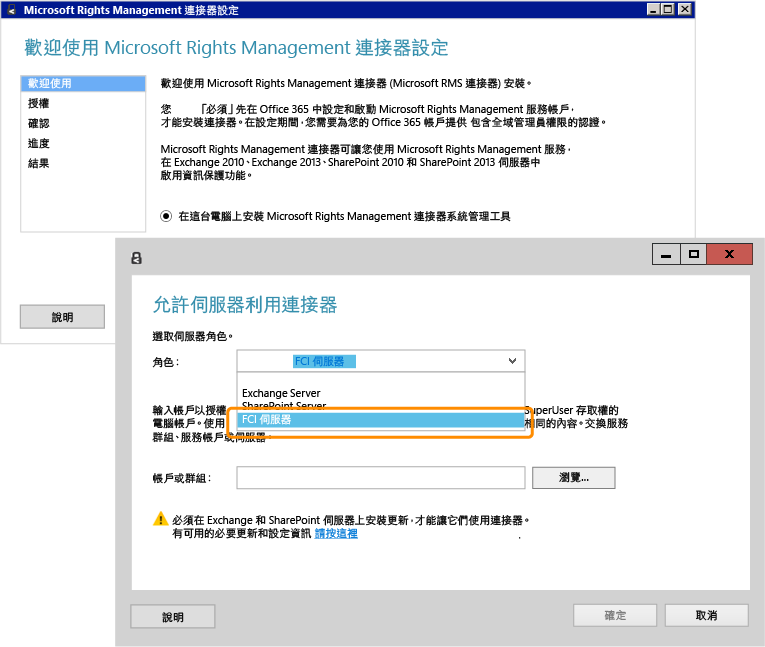 Microsoft Rights Management 連接器設定
歡迎使用 Microsoft Rights Management 連接器設定
歡迎使用
授權
確認
進度
結果
歡迎使用 Microsoft Rights Management 連接器 (Microsoft RMS 連接器) 安裝。
您 「必須」先在 Office 365 中設定和啟動 Microsoft Rights Management 服務帳戶，
才能安裝連接器。在設定期間，您需要為您的 Office 365 帳戶提供 包含全域管理員權限的認證。
Microsoft Rights Management 連接器可讓您使用 Microsoft Rights Management 服務，
在 Exchange 2010、Exchange 2013、SharePoint 2010 和 SharePoint 2013 伺服器中
啟用資訊保護功能。
在這台電腦上安裝 Microsoft Rights Management 連接器系統管理工具
說明
允許伺服器利用連接器
選取伺服器角色。
角色：
FCI 伺服器
Exchange Server
SharePoint Server
FCI 伺服器
輸入帳戶以授權 SuperUser 存取權的
電腦帳戶。使用 相同的內容。交換服務
群組、服務帳戶或伺服器。
帳戶或群組：
瀏覽...
必須在 Exchange 和 SharePoint 伺服器上安裝更新，才能讓它們使用連接器。
有可用的必要更新和設定資訊 請按這裡 .
說明
確定
取消